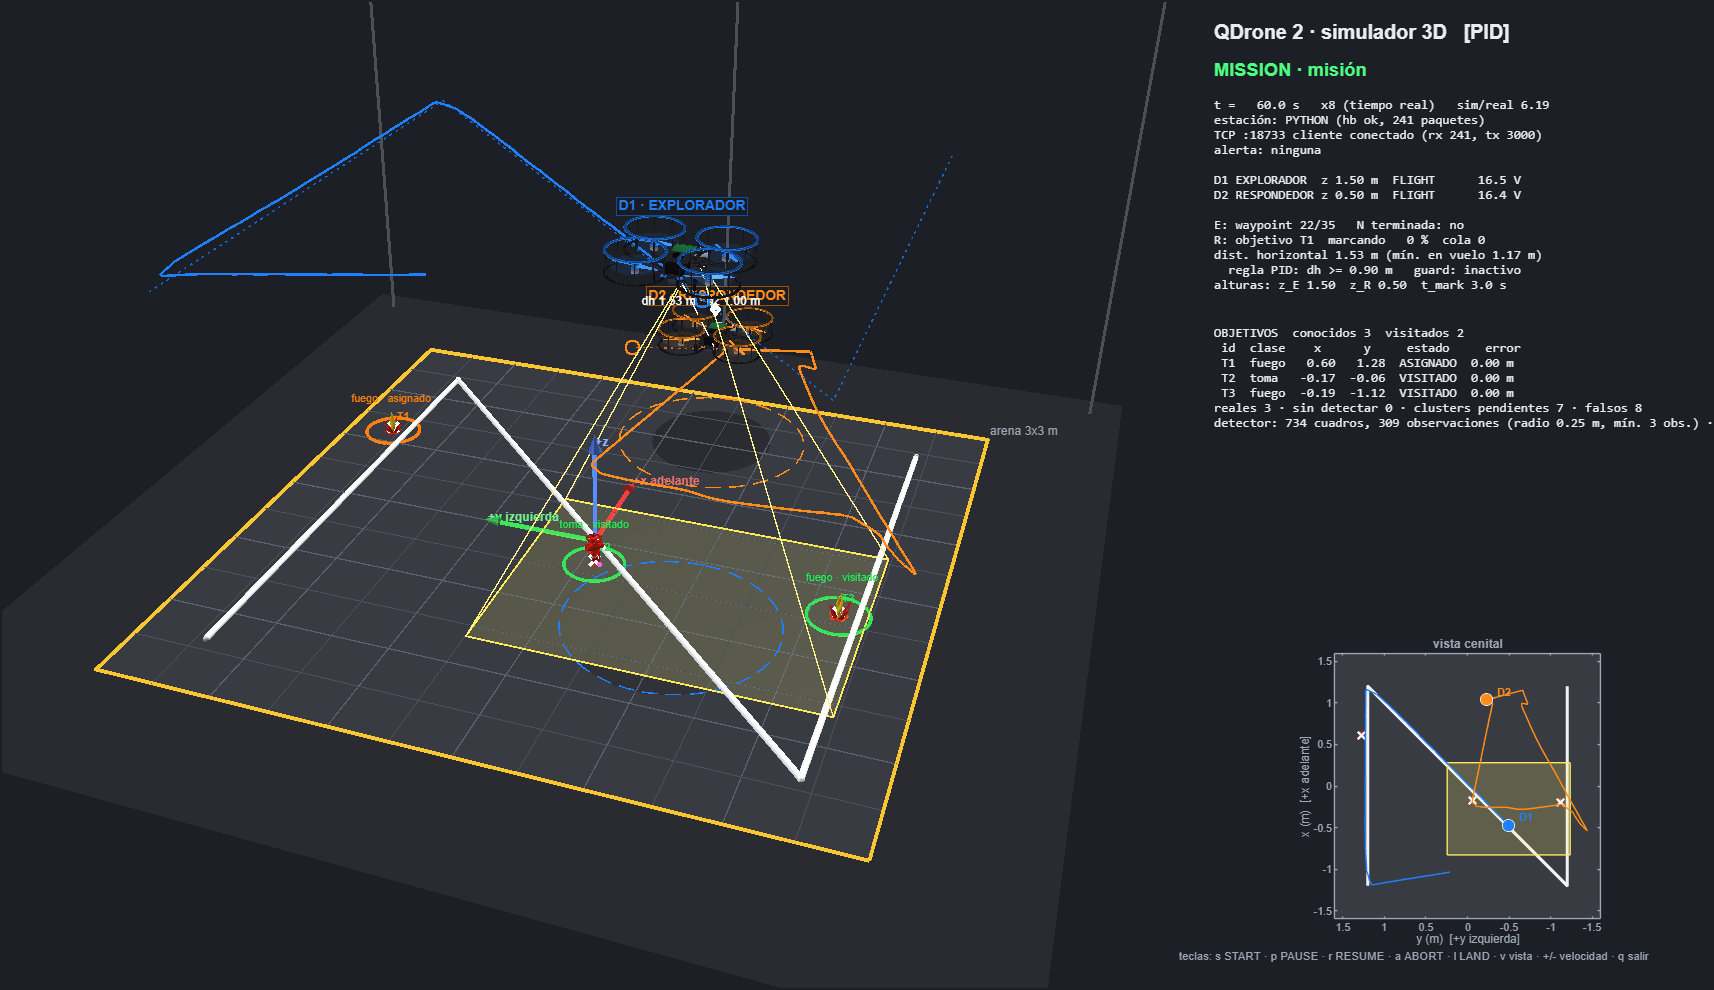 QDrone 2 · simulador 3D [PID]
MISSION · misión
t = 60.0 s x8 (tiempo real) sim/real 6.19
estación: PYTHON (hb ok, 241 paquetes)
TCP :18733 cliente conectado (rx 241, tx 3000)
alerta: ninguna
D1 EXPLORADOR z 1.50 m FLIGHT 16.5 V
D2 RESPONDEDOR z 0.50 m FLIGHT 16.4 V
E: waypoint 22/35 N terminada: no
R: objetivo T1 marcando 0 % cola 0
dist. horizontal 1.53 m (mín. en vuelo 1.17 m)
regla PID: dh >= 0.90 m guard: inactivo
alturas: z_E 1.50 z_R 0.50 t_mark 3.0 s
OBJETIVOS conocidos 3 visitados 2
id clase x y estado error
T1 fuego 0.60 1.28 ASIGNADO 0.00 m
T2 toma -0.17 -0.06 VISITADO 0.00 m
T3 fuego -0.19 -1.12 VISITADO 0.00 m
reales 3 · sin detectar 0 · clusters pendientes 7 · falsos 8
detector: 734 cuadros, 309 observaciones (radio 0.25 m, mín. 3 obs.) ·
D1 · EXPLORADOR
dh 1.53 m
1.00 m
arena 3x3 m
fuego · asignado
T1
z
+x adelante
+y izquierda
toma · visitado
fuego · visitado
T3
vista cenital
1.5
1
0.5
0
-0.5
-1
-1.5
x (m) [+x adelante]
D2
D1
1.5 1 0.5 0 -0.5 -1 -1.5
y (m) [+y izquierda]
teclas: s START · p PAUSE · r RESUME · a ABORT · l LAND · v vista · +/- velocidad · q salir